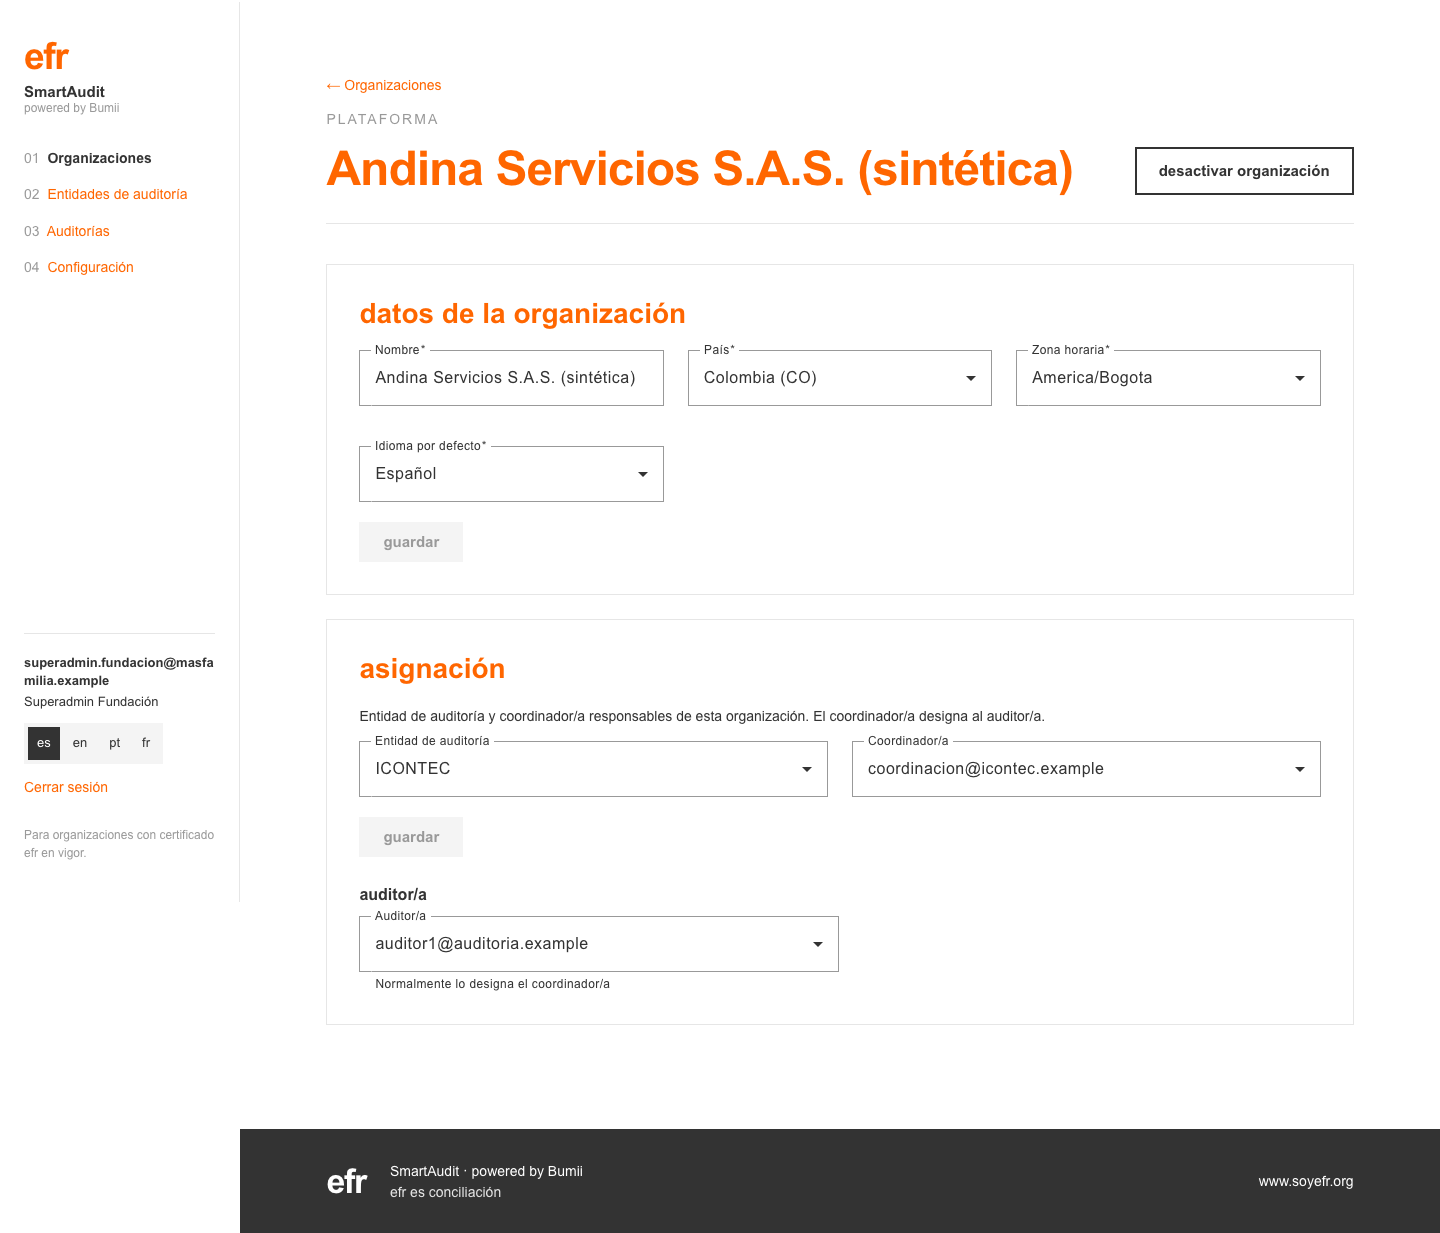 efr
SmartAudit
powered by Bumii
01 Organizaciones
02 Entidades de auditoría
03 Auditorías
04 Configuración
superadmin.fundacion@masfa
milia.example
Superadmin Fundación
es en pt fr
Cerrar sesión
Para organizaciones con certificado
efr en vigor.
← Organizaciones
PLATAFORMA
Andina Servicios S.A.S. (sintética)
desactivar organización
datos de la organización
Nombre*
Andina Servicios S.A.S. (sintética)
País*
Colombia (CO)
Zona horaria*
America/Bogota
Idioma por defecto*
Español
guardar
asignación
Entidad de auditoría y coordinador/a responsables de esta organización. El coordinador/a designa al auditor/a.
Entidad de auditoría
ICONTEC
Coordinador/a
coordinacion@icontec.example
guardar
auditor/a
Auditor/a
auditor1@auditoria.example
Normalmente lo designa el coordinador/a
efr
SmartAudit · powered by Bumii
efr es conciliación
www.soyefr.org